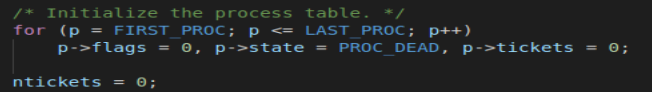 /* Initialize the process table. */
for (p = FIRST_PROC; p <= LAST_PROC; p++)
    p->flags = 0, p->state = PROC_DEAD, p->tickets = 0;

ntickets = 0;